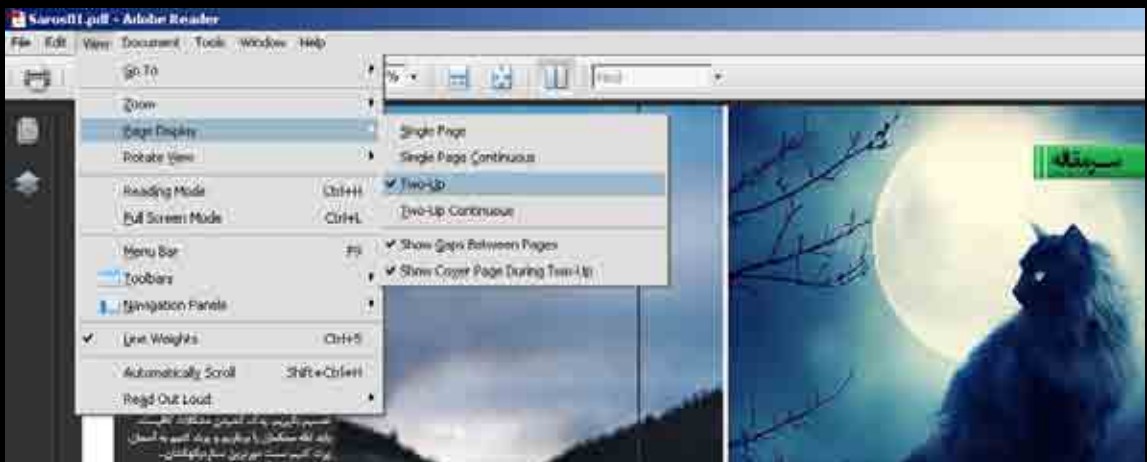 Saros01.pdf - Adobe Reader
File Edit View Document Tools Window Help
Go To
% Find
Zoom
Page Display
Rotate View
Reading Mode Ctrl+H
Full Screen Mode Ctrl+L
Menu Bar F9
Toolbars
Navigation Panels
Line Weights Ctrl+5
Automatically Scroll Shift+Ctrl+H
Read Out Loud
Single Page
Single Page Continuous
Two-Up
Two-Up Continuous
Show Gaps Between Pages
Show Cover Page During Two-Up
سرمقاله